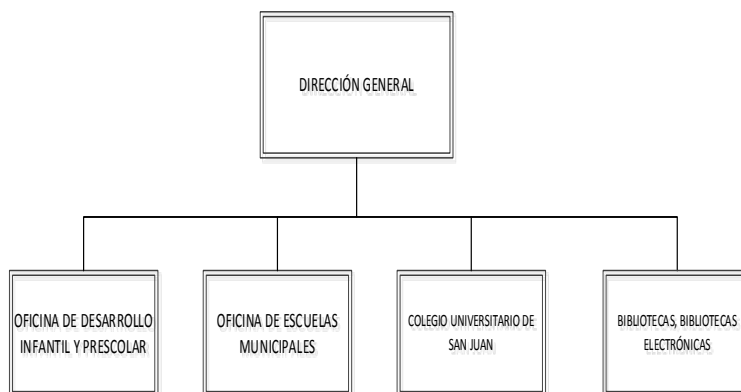 DIRECCIÓN GENERAL
OFICINA DE DESARROLLO
INFANTIL Y PRESCOLAR
OFICINA DE ESCUELAS
MUNICIPALES
COLEGIO UNIVERSITARIO DE
SAN JUAN
BIBLIOTECAS, BIBLIOTECAS
ELECTRÓNICAS